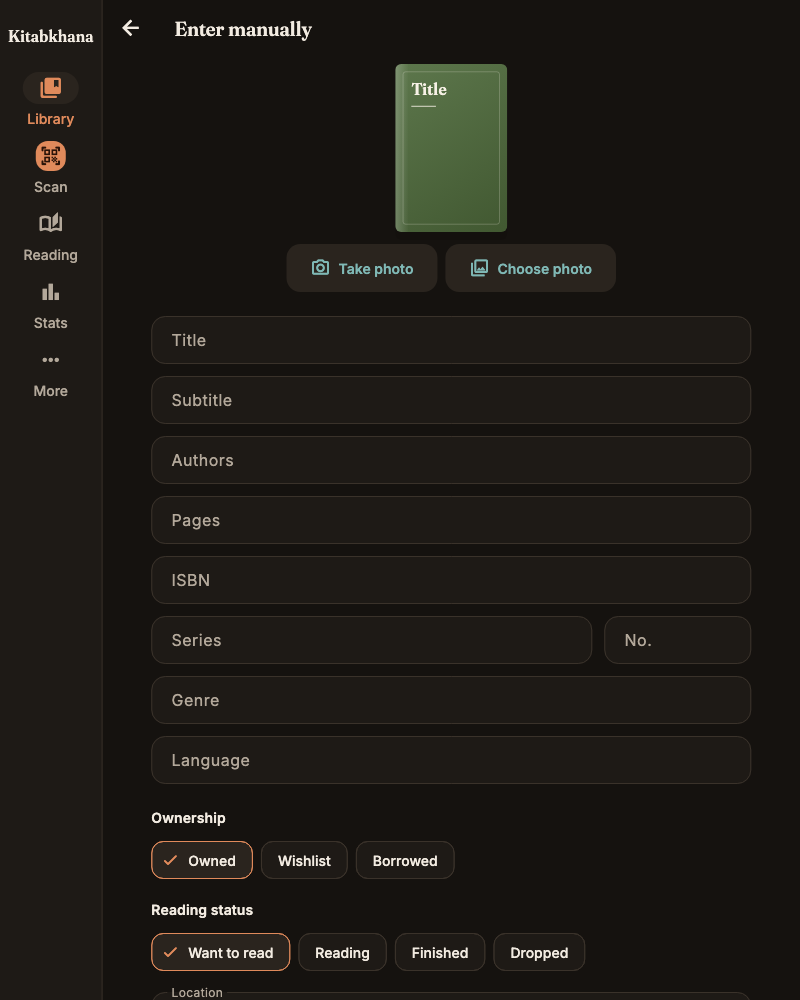 Kitabkhana
Library
Scan
Reading
Stats
More
Enter manually
Title
Take photo
Choose photo
Title
Subtitle
Authors
Pages
ISBN
Series
No.
Genre
Language
Ownership
Owned
Wishlist
Borrowed
Reading status
Want to read
Reading
Finished
Dropped
Location